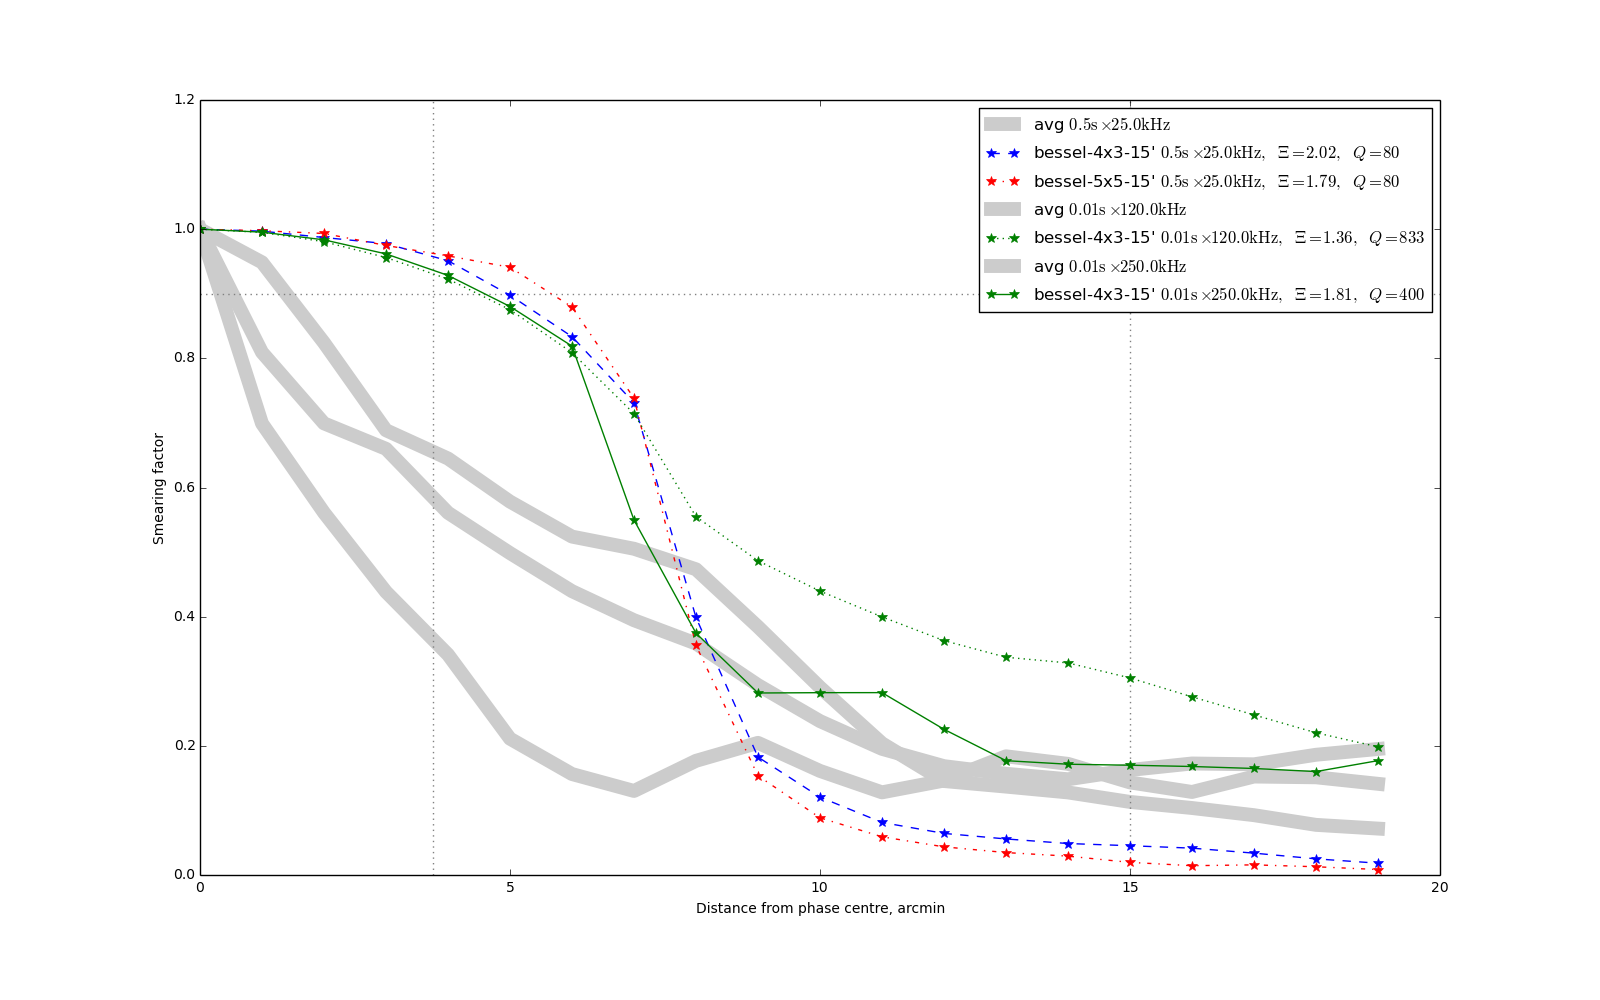 1.2
1.0
0.8
0.6
0.4
0.2
0.0
Smearing factor
avg 0.5s×25.0kHz
bessel-4x3-15' 0.5s×25.0kHz, Ξ=2.02, Q=80
bessel-5x5-15' 0.5s×25.0kHz, Ξ=1.79, Q=80
avg 0.01s×120.0kHz
bessel-4x3-15' 0.01s×120.0kHz, Ξ=1.36, Q=833
avg 0.01s×250.0kHz
bessel-4x3-15' 0.01s×250.0kHz, Ξ=1.81, Q=400
0 5 10 15 20
Distance from phase centre, arcmin